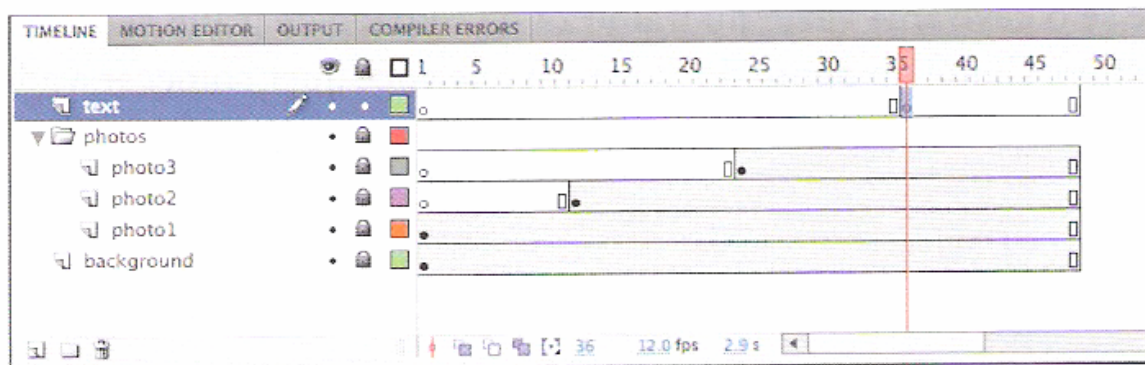 TIMELINE MOTION EDITOR OUTPUT COMPILER ERRORS
1 5 10 15 20 25 30 35 40 45 50
text
photos
photo3
photo2
photo1
background
36 12.0 fps 2.9 s